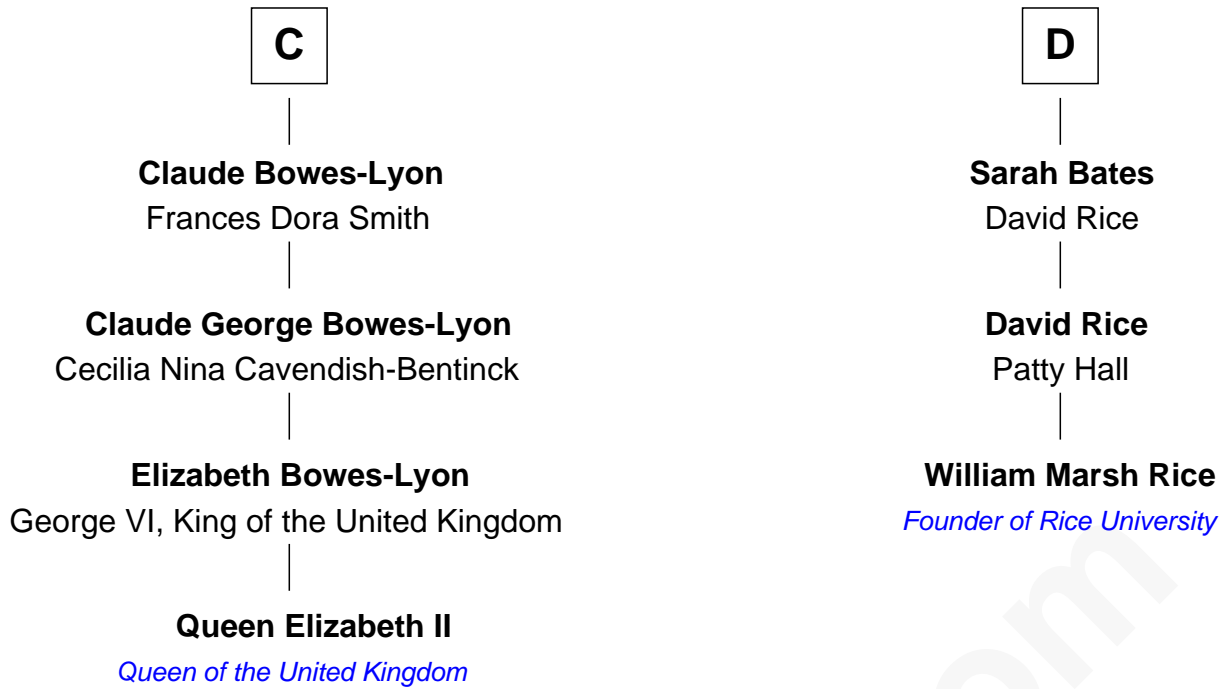 C
Claude Bowes-Lyon
Frances Dora Smith
Claude George Bowes-Lyon
Cecilia Nina Cavendish-Bentinck
Elizabeth Bowes-Lyon
George VI, King of the United Kingdom
Queen Elizabeth II
Queen of the United Kingdom
D
Sarah Bates
David Rice
David Rice
Patty Hall
William Marsh Rice
Founder of Rice University
om